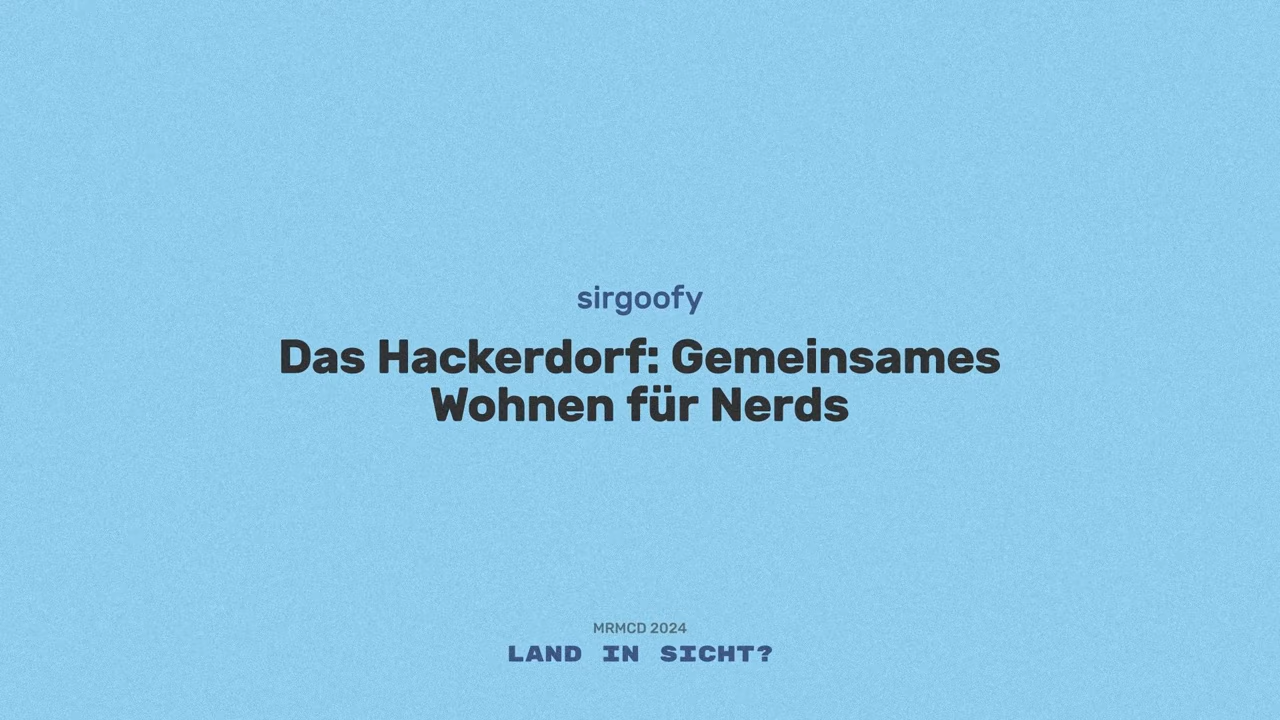 sirgoofy
Das Hackerdorf: Gemeinsames
Wohnen für Nerds
MRMCD 2024
LAND IN SICHT?